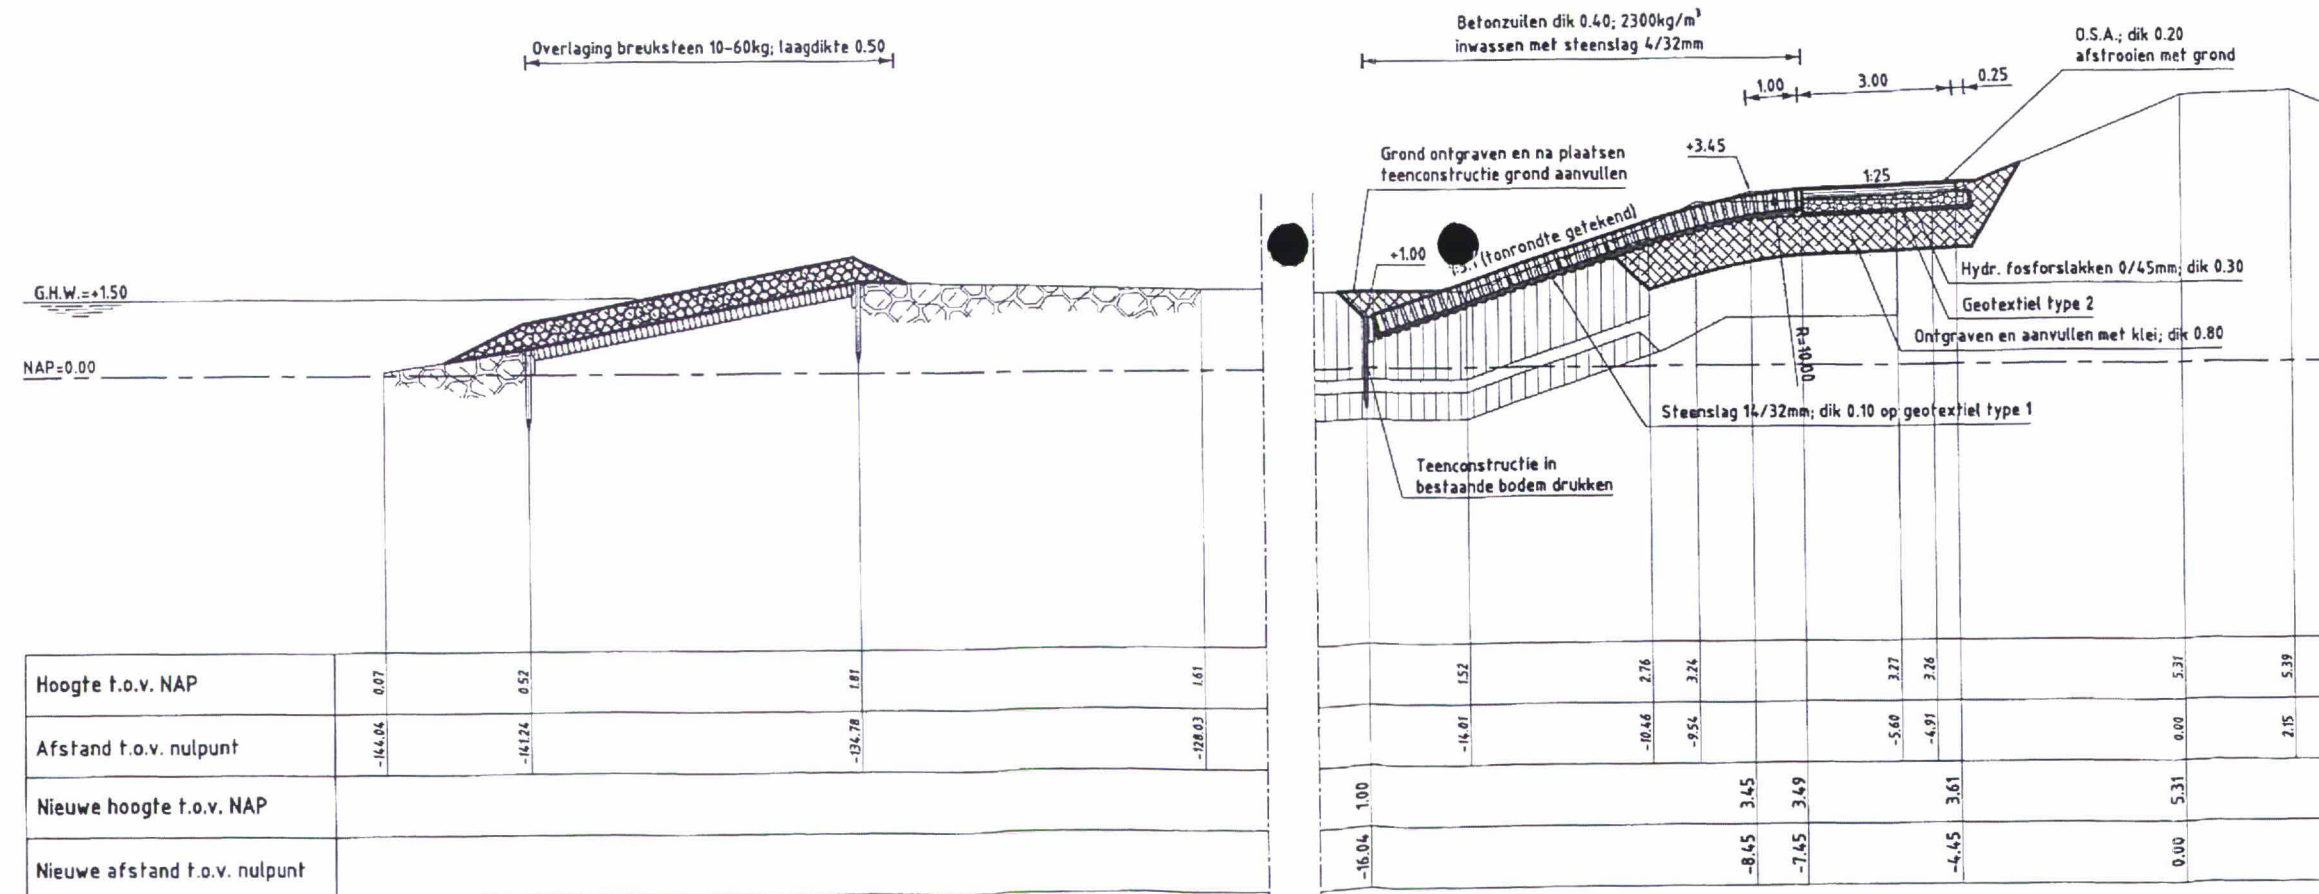 Overlaging breuksteen 10-60kg; laagdikte 0.50
Betonzuilen dik 0.40; 2300kg/m³
inwassen met steenslag 4/32mm
O.S.A.; dik 0.20
afstrooien met grond
1.00
3.00
0.25
Grond ontgraven en na plaatsen
teenconstructie grond aanvullen
+3.45
1:25
(tonrondte getekend)
+1.00
G.H.W.=+1.50
NAP=0.00
Hydr. fosforslakken 0/45mm; dik 0.30
Geotextiel type 2
Ontgraven en aanvullen met klei; dik 0.80
R=10.00
Steenslag 14/32mm; dik 0.10 op geotextiel type 1
Teenconstructie in
bestaande bodem drukken
Hoogte t.o.v. NAP 0.07 0.52 1.81 1.61 1.52 2.76 3.24 3.27 3.26 5.31 5.39
Afstand t.o.v. nulpunt -144.04 -141.24 -134.78 -128.03 -14.01 -10.46 -9.54 -5.60 -4.91 0.00 2.15
Nieuwe hoogte t.o.v. NAP 1.00 3.45 3.49 3.61 5.31
Nieuwe afstand t.o.v. nulpunt -16.04 -8.45 -7.45 -4.45 0.00